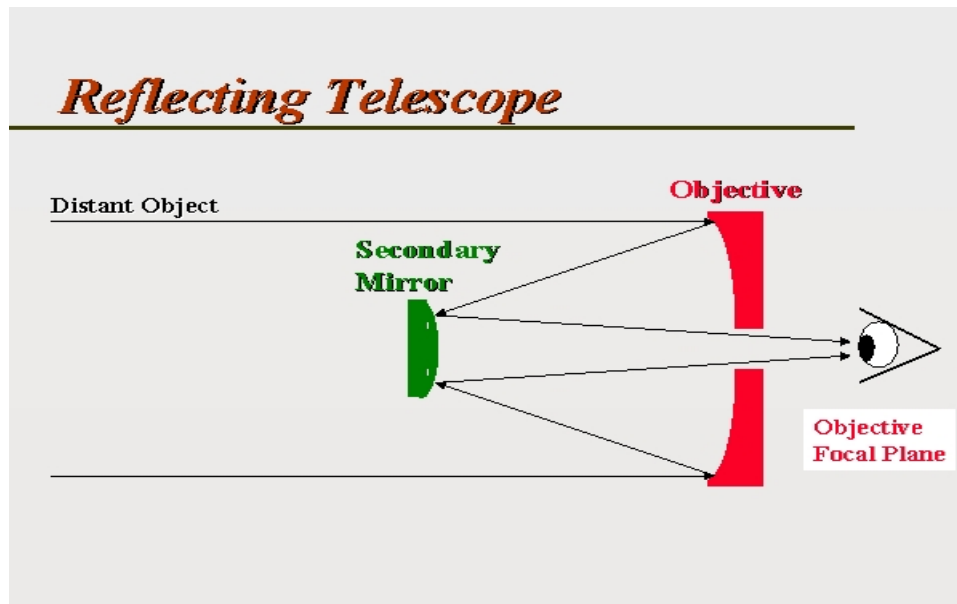 Reflecting Telescope
Objective
Distant Object
Secondary
Mirror
Objective
Focal Plane